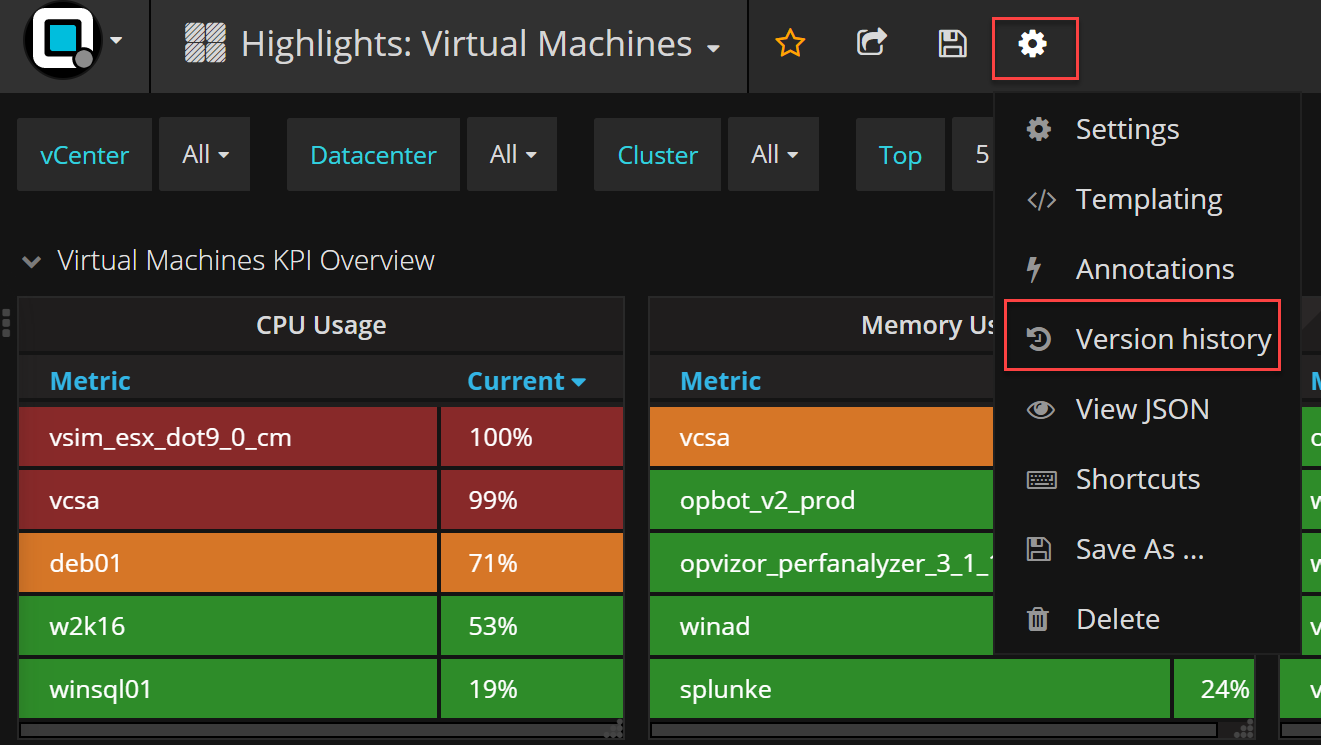 Highlights: Virtual Machines
vCenter All Datacenter All Cluster All Top 5
Settings
Templating
Annotations
Version history
View JSON
Shortcuts
Save As ...
Delete
Virtual Machines KPI Overview
CPU Usage
Metric Current
vsim_esx_dot9_0_cm 100%
vcsa 99%
deb01 71%
w2k16 53%
winsql01 19%
Memory
Metric
vcsa
opbot_v2_prod
opvizor_perfanalyzer_3_1_
winad
splunke 24%